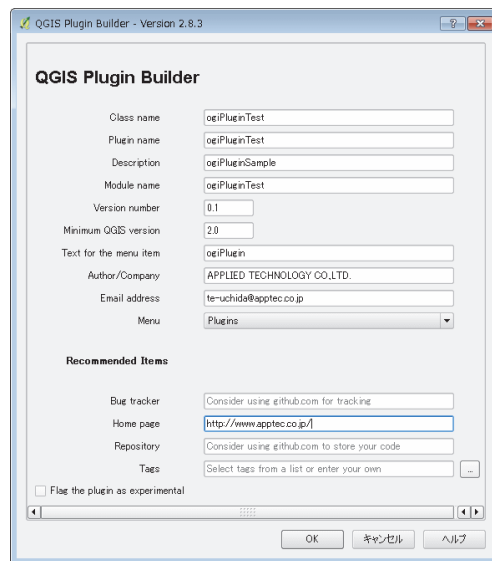 QGIS Plugin Builder - Version 2.8.3
QGIS Plugin Builder
Class name ogiPluginTest
Plugin name ogiPluginTest
Description ogiPluginSample
Module name ogiPluginTest
Version number 0.1
Minimum QGIS version 2.0
Text for the menu item ogiPlugin
Author/Company APPLIED TECHNOLOGY CO.,LTD.
Email address te-uchida@apptec.co.jp
Menu Plugins
Recommended Items
Bug tracker Consider using github.com for tracking
Home page http://www.apptec.co.jp/
Repository Consider using github.com to store your code
Tags Select tags from a list or enter your own ...
Flag the plugin as experimental
OK キャンセル ヘルプ